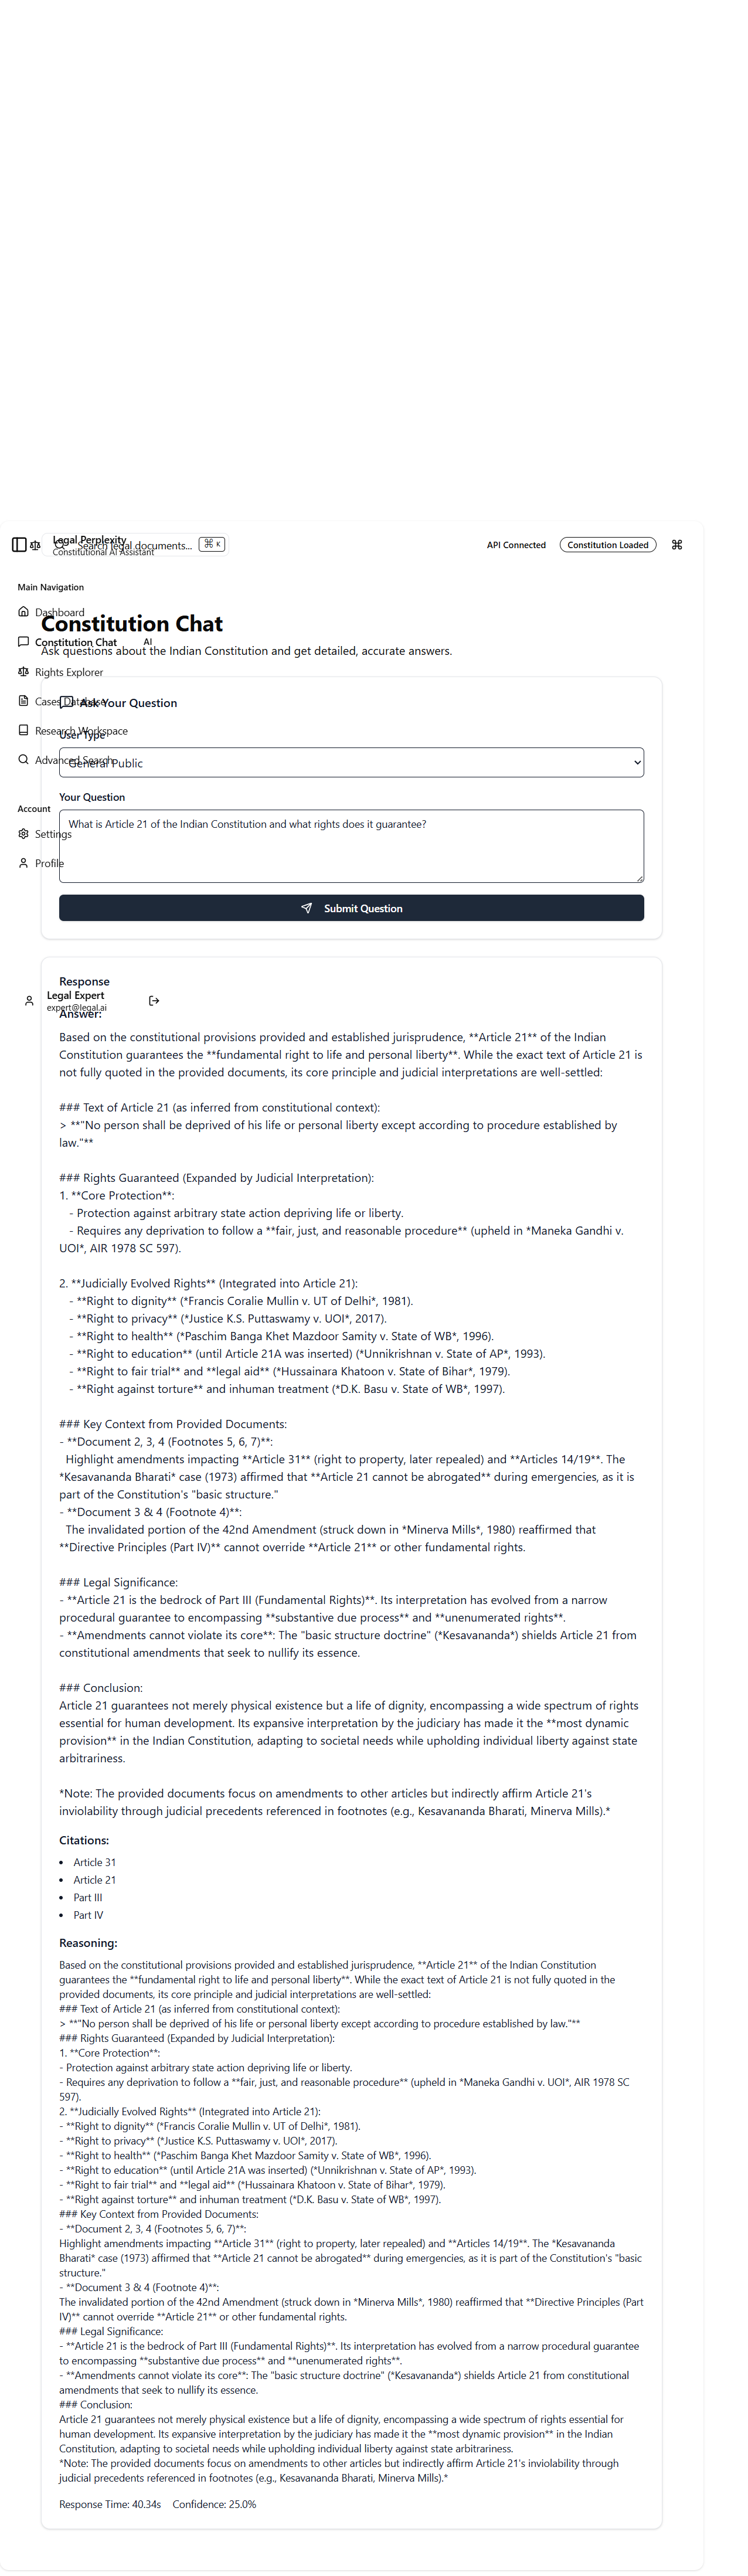 Legal Perplexity
Constitutional AI Assistant
Search legal documents...
⌘ K
API Connected
Constitution Loaded
⌘
Main Navigation
Dashboard
Constitution Chat
AI
Rights Explorer
Cases Database
Research Workspace
Advanced Search
Account
Settings
Profile
Legal Expert
expert@legal.ai
Constitution Chat
Ask questions about the Indian Constitution and get detailed, accurate answers.
Ask Your Question
User Type
General Public
Your Question
What is Article 21 of the Indian Constitution and what rights does it guarantee?
Submit Question
Response
Answer:
Based on the constitutional provisions provided and established jurisprudence, **Article 21** of the Indian
Constitution guarantees the **fundamental right to life and personal liberty**. While the exact text of Article 21 is
not fully quoted in the provided documents, its core principle and judicial interpretations are well-settled:
### Text of Article 21 (as inferred from constitutional context):
> **"No person shall be deprived of his life or personal liberty except according to procedure established by
law."**
### Rights Guaranteed (Expanded by Judicial Interpretation):
1. **Core Protection**:
- Protection against arbitrary state action depriving life or liberty.
- Requires any deprivation to follow a **fair, just, and reasonable procedure** (upheld in *Maneka Gandhi v.
UOI*, AIR 1978 SC 597).
2. **Judicially Evolved Rights** (Integrated into Article 21):
- **Right to dignity** (*Francis Coralie Mullin v. UT of Delhi*, 1981).
- **Right to privacy** (*Justice K.S. Puttaswamy v. UOI*, 2017).
- **Right to health** (*Paschim Banga Khet Mazdoor Samity v. State of WB*, 1996).
- **Right to education** (until Article 21A was inserted) (*Unnikrishnan v. State of AP*, 1993).
- **Right to fair trial** and **legal aid** (*Hussainara Khatoon v. State of Bihar*, 1979).
- **Right against torture** and inhuman treatment (*D.K. Basu v. State of WB*, 1997).
### Key Context from Provided Documents:
- **Document 2, 3, 4 (Footnotes 5, 6, 7)**:
Highlight amendments impacting **Article 31** (right to property, later repealed) and **Articles 14/19**. The
*Kesavananda Bharati* case (1973) affirmed that **Article 21 cannot be abrogated** during emergencies, as it is
part of the Constitution's "basic structure."
- **Document 3 & 4 (Footnote 4)**:
The invalidated portion of the 42nd Amendment (struck down in *Minerva Mills*, 1980) reaffirmed that
**Directive Principles (Part IV)** cannot override **Article 21** or other fundamental rights.
### Legal Significance:
- **Article 21 is the bedrock of Part III (Fundamental Rights)**. Its interpretation has evolved from a narrow
procedural guarantee to encompassing **substantive due process** and **unenumerated rights**.
- **Amendments cannot violate its core**: The "basic structure doctrine" (*Kesavananda*) shields Article 21 from
constitutional amendments that seek to nullify its essence.
### Conclusion:
Article 21 guarantees not merely physical existence but a life of dignity, encompassing a wide spectrum of rights
essential for human development. Its expansive interpretation by the judiciary has made it the **most dynamic
provision** in the Indian Constitution, adapting to societal needs while upholding individual liberty against state
arbitrariness.
*Note: The provided documents focus on amendments to other articles but indirectly affirm Article 21's
inviolability through judicial precedents referenced in footnotes (e.g., Kesavananda Bharati, Minerva Mills).*
Citations:
• Article 31
• Article 21
• Part III
• Part IV
Reasoning:
Based on the constitutional provisions provided and established jurisprudence, **Article 21** of the Indian Constitution
guarantees the **fundamental right to life and personal liberty**. While the exact text of Article 21 is not fully quoted in the
provided documents, its core principle and judicial interpretations are well-settled:
### Text of Article 21 (as inferred from constitutional context):
> **"No person shall be deprived of his life or personal liberty except according to procedure established by law."**
### Rights Guaranteed (Expanded by Judicial Interpretation):
1. **Core Protection**:
- Protection against arbitrary state action depriving life or liberty.
- Requires any deprivation to follow a **fair, just, and reasonable procedure** (upheld in *Maneka Gandhi v. UOI*, AIR 1978 SC
597).
2. **Judicially Evolved Rights** (Integrated into Article 21):
- **Right to dignity** (*Francis Coralie Mullin v. UT of Delhi*, 1981).
- **Right to privacy** (*Justice K.S. Puttaswamy v. UOI*, 2017).
- **Right to health** (*Paschim Banga Khet Mazdoor Samity v. State of WB*, 1996).
- **Right to education** (until Article 21A was inserted) (*Unnikrishnan v. State of AP*, 1993).
- **Right to fair trial** and **legal aid** (*Hussainara Khatoon v. State of Bihar*, 1979).
- **Right against torture** and inhuman treatment (*D.K. Basu v. State of WB*, 1997).
### Key Context from Provided Documents:
- **Document 2, 3, 4 (Footnotes 5, 6, 7)**:
Highlight amendments impacting **Article 31** (right to property, later repealed) and **Articles 14/19**. The *Kesavananda
Bharati* case (1973) affirmed that **Article 21 cannot be abrogated** during emergencies, as it is part of the Constitution's "basic
structure."
- **Document 3 & 4 (Footnote 4)**:
The invalidated portion of the 42nd Amendment (struck down in *Minerva Mills*, 1980) reaffirmed that **Directive Principles (Part
IV)** cannot override **Article 21** or other fundamental rights.
### Legal Significance:
- **Article 21 is the bedrock of Part III (Fundamental Rights)**. Its interpretation has evolved from a narrow procedural guarantee
to encompassing **substantive due process** and **unenumerated rights**.
- **Amendments cannot violate its core**: The "basic structure doctrine" (*Kesavananda*) shields Article 21 from constitutional
amendments that seek to nullify its essence.
### Conclusion:
Article 21 guarantees not merely physical existence but a life of dignity, encompassing a wide spectrum of rights essential for
human development. Its expansive interpretation by the judiciary has made it the **most dynamic provision** in the Indian
Constitution, adapting to societal needs while upholding individual liberty against state arbitrariness.
*Note: The provided documents focus on amendments to other articles but indirectly affirm Article 21's inviolability through
judicial precedents referenced in footnotes (e.g., Kesavananda Bharati, Minerva Mills).*
Response Time: 40.34s
Confidence: 25.0%